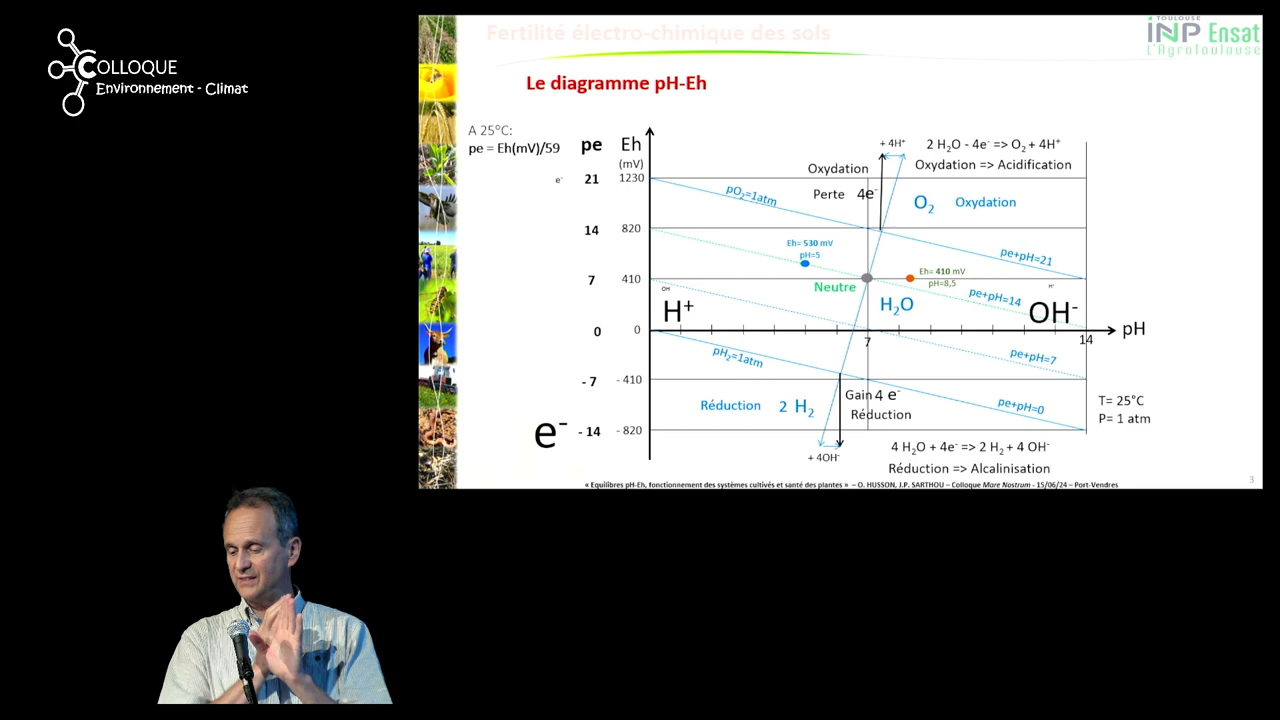 COLLOQUE
Environnement - Climat
Fertilité électro-chimique des sols
TOULOUSE
INP Ensat
L'Agrotoulouse
Le diagramme pH-Eh
A 25°C:
pe = Eh(mV)/59
pe
Eh
(mV)
+ 4H⁺
2 H₂O - 4e⁻ => O₂ + 4H⁺
Oxydation => Acidification
Oxydation
e⁻
21
1230
pO₂=1atm
Perte 4e⁻
O₂
Oxydation
14
820
Eh= 530 mV
pH=5
pe+pH=21
7
410
Eh= 410 mV
pH=8,5
Neutre
OH⁻
H⁺
pe+pH=14
H⁺
H₂O
OH⁻
0
0
pH
7
14
pH₂=1atm
pe+pH=7
- 7
- 410
Réduction
2 H₂
Gain 4 e⁻
Réduction
pe+pH=0
T= 25°C
P= 1 atm
e⁻
- 14
- 820
+ 4OH⁻
4 H₂O + 4e⁻ => 2 H₂ + 4 OH⁻
Réduction => Alcalinisation
« Equilibres pH-Eh, fonctionnement des systèmes cultivés et santé des plantes » – O. HUSSON, J.P. SARTHOU – Colloque Mare Nostrum - 15/06/24 – Port-Vendres
3